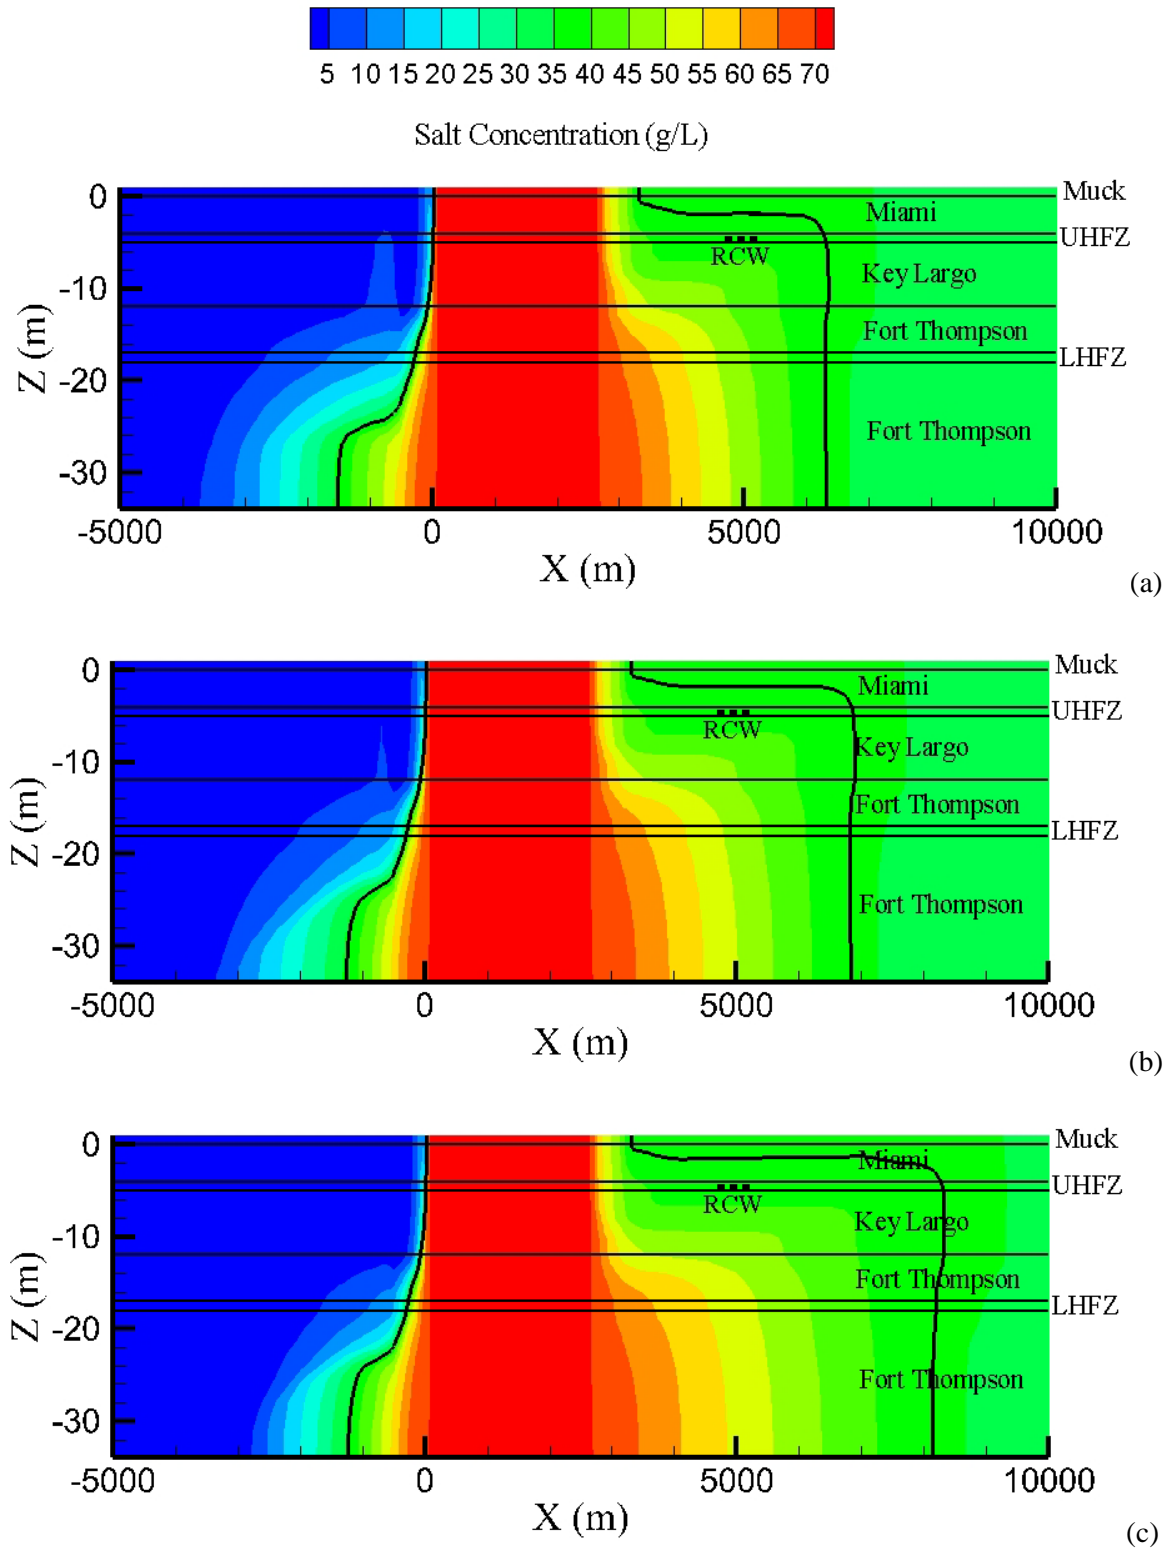 5 10 15 20 25 30 35 40 45 50 55 60 65 70
Salt Concentration (g/L)
0
Muck
Miami
UHFZ
RCW
Key Largo
-10
Z (m)
Fort Thompson
LHFZ
-20
Fort Thompson
-30
-5000 0 5000 10000
X (m)
(a)
0
Muck
Miami
UHFZ
RCW
Key Largo
-10
Z (m)
Fort Thompson
LHFZ
-20
Fort Thompson
-30
-5000 0 5000 10000
X (m)
(b)
0
Muck
Miami
UHFZ
RCW
Key Largo
-10
Z (m)
Fort Thompson
LHFZ
-20
Fort Thompson
-30
-5000 0 5000 10000
X (m)
(c)